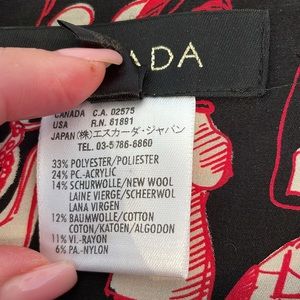 ADA
CANADA C.A. 02575
USA R.N. 61891
JAPAN (株)エスカーダ・ジャパン
TEL. 03-5786-6860
33% POLYESTER/POLIESTER
24% PC.-ACRYLIC
14% SCHURWOLLE/NEW WOOL
LAINE VIERGE/SCHEERWOL
LANA VIRGEN
12% BAUMWOLLE/COTTON
COTON/KATOEN/ALGODON
11% VI.-RAYON
6% PA.-NYLON